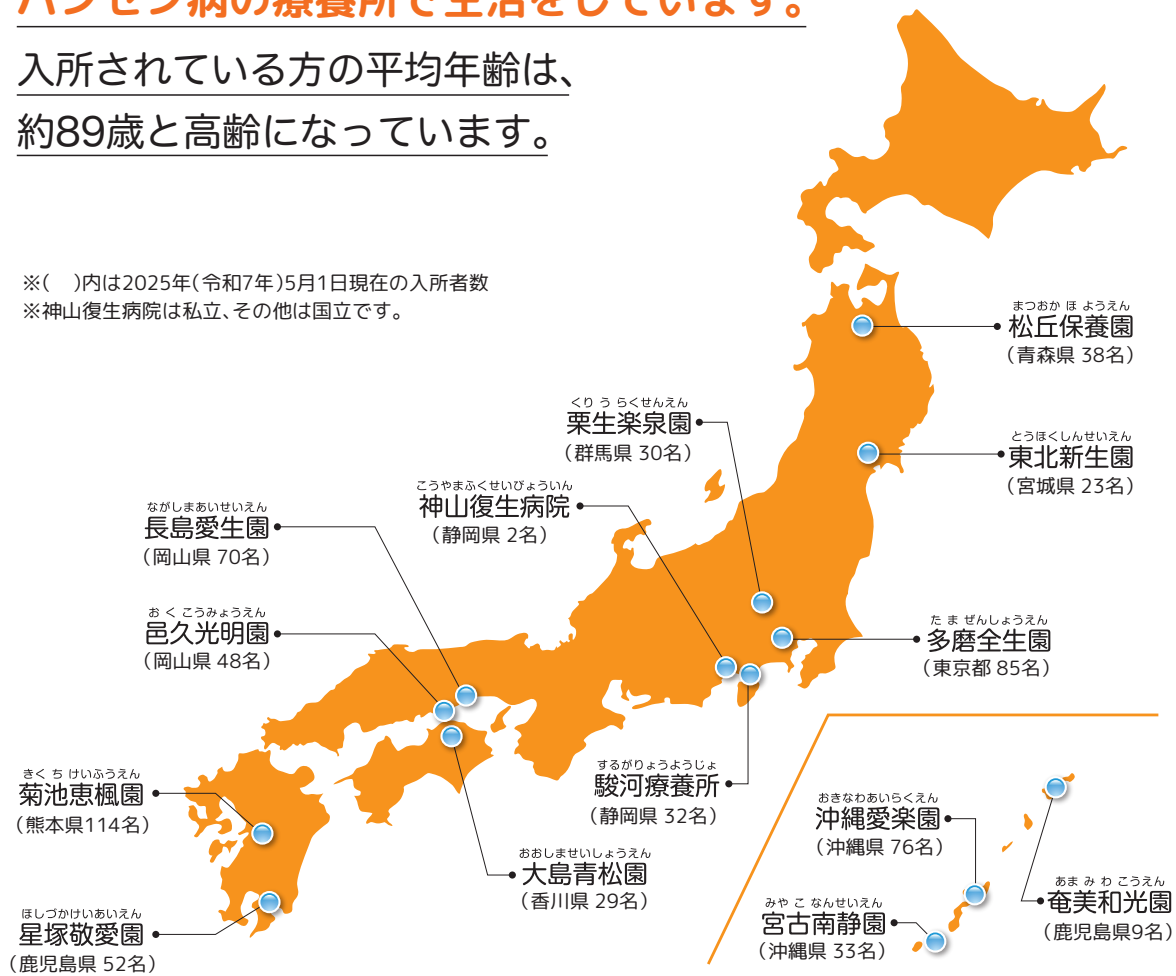 ハンセン病の療養所で生活をしています。
入所されている方の平均年齢は、
約89歳と高齢になっています。
※(　)内は2025年(令和7年)5月1日現在の入所者数
※神山復生病院は私立、その他は国立です。
まつおか ほ ようえん
松丘保養園
(青森県 38名)
とうほくしんせいえん
東北新生園
(宮城県 23名)
くり う らくせんえん
栗生楽泉園
(群馬県 30名)
こうやまふくせいびょういん
神山復生病院
(静岡県 2名)
ながしまあいせいえん
長島愛生園
(岡山県 70名)
お く こうみょうえん
邑久光明園
(岡山県 48名)
た ま ぜんしょうえん
多磨全生園
(東京都 85名)
するがりょうようじょ
駿河療養所
(静岡県 32名)
きく ち けいふうえん
菊池恵楓園
(熊本県114名)
おおしませいしょうえん
大島青松園
(香川県 29名)
ほしづかけいあいえん
星塚敬愛園
(鹿児島県 52名)
おきなわあいらくえん
沖縄愛楽園
(沖縄県 76名)
みや こ なんせいえん
宮古南静園
(沖縄県 33名)
あま み わ こうえん
奄美和光園
(鹿児島県9名)